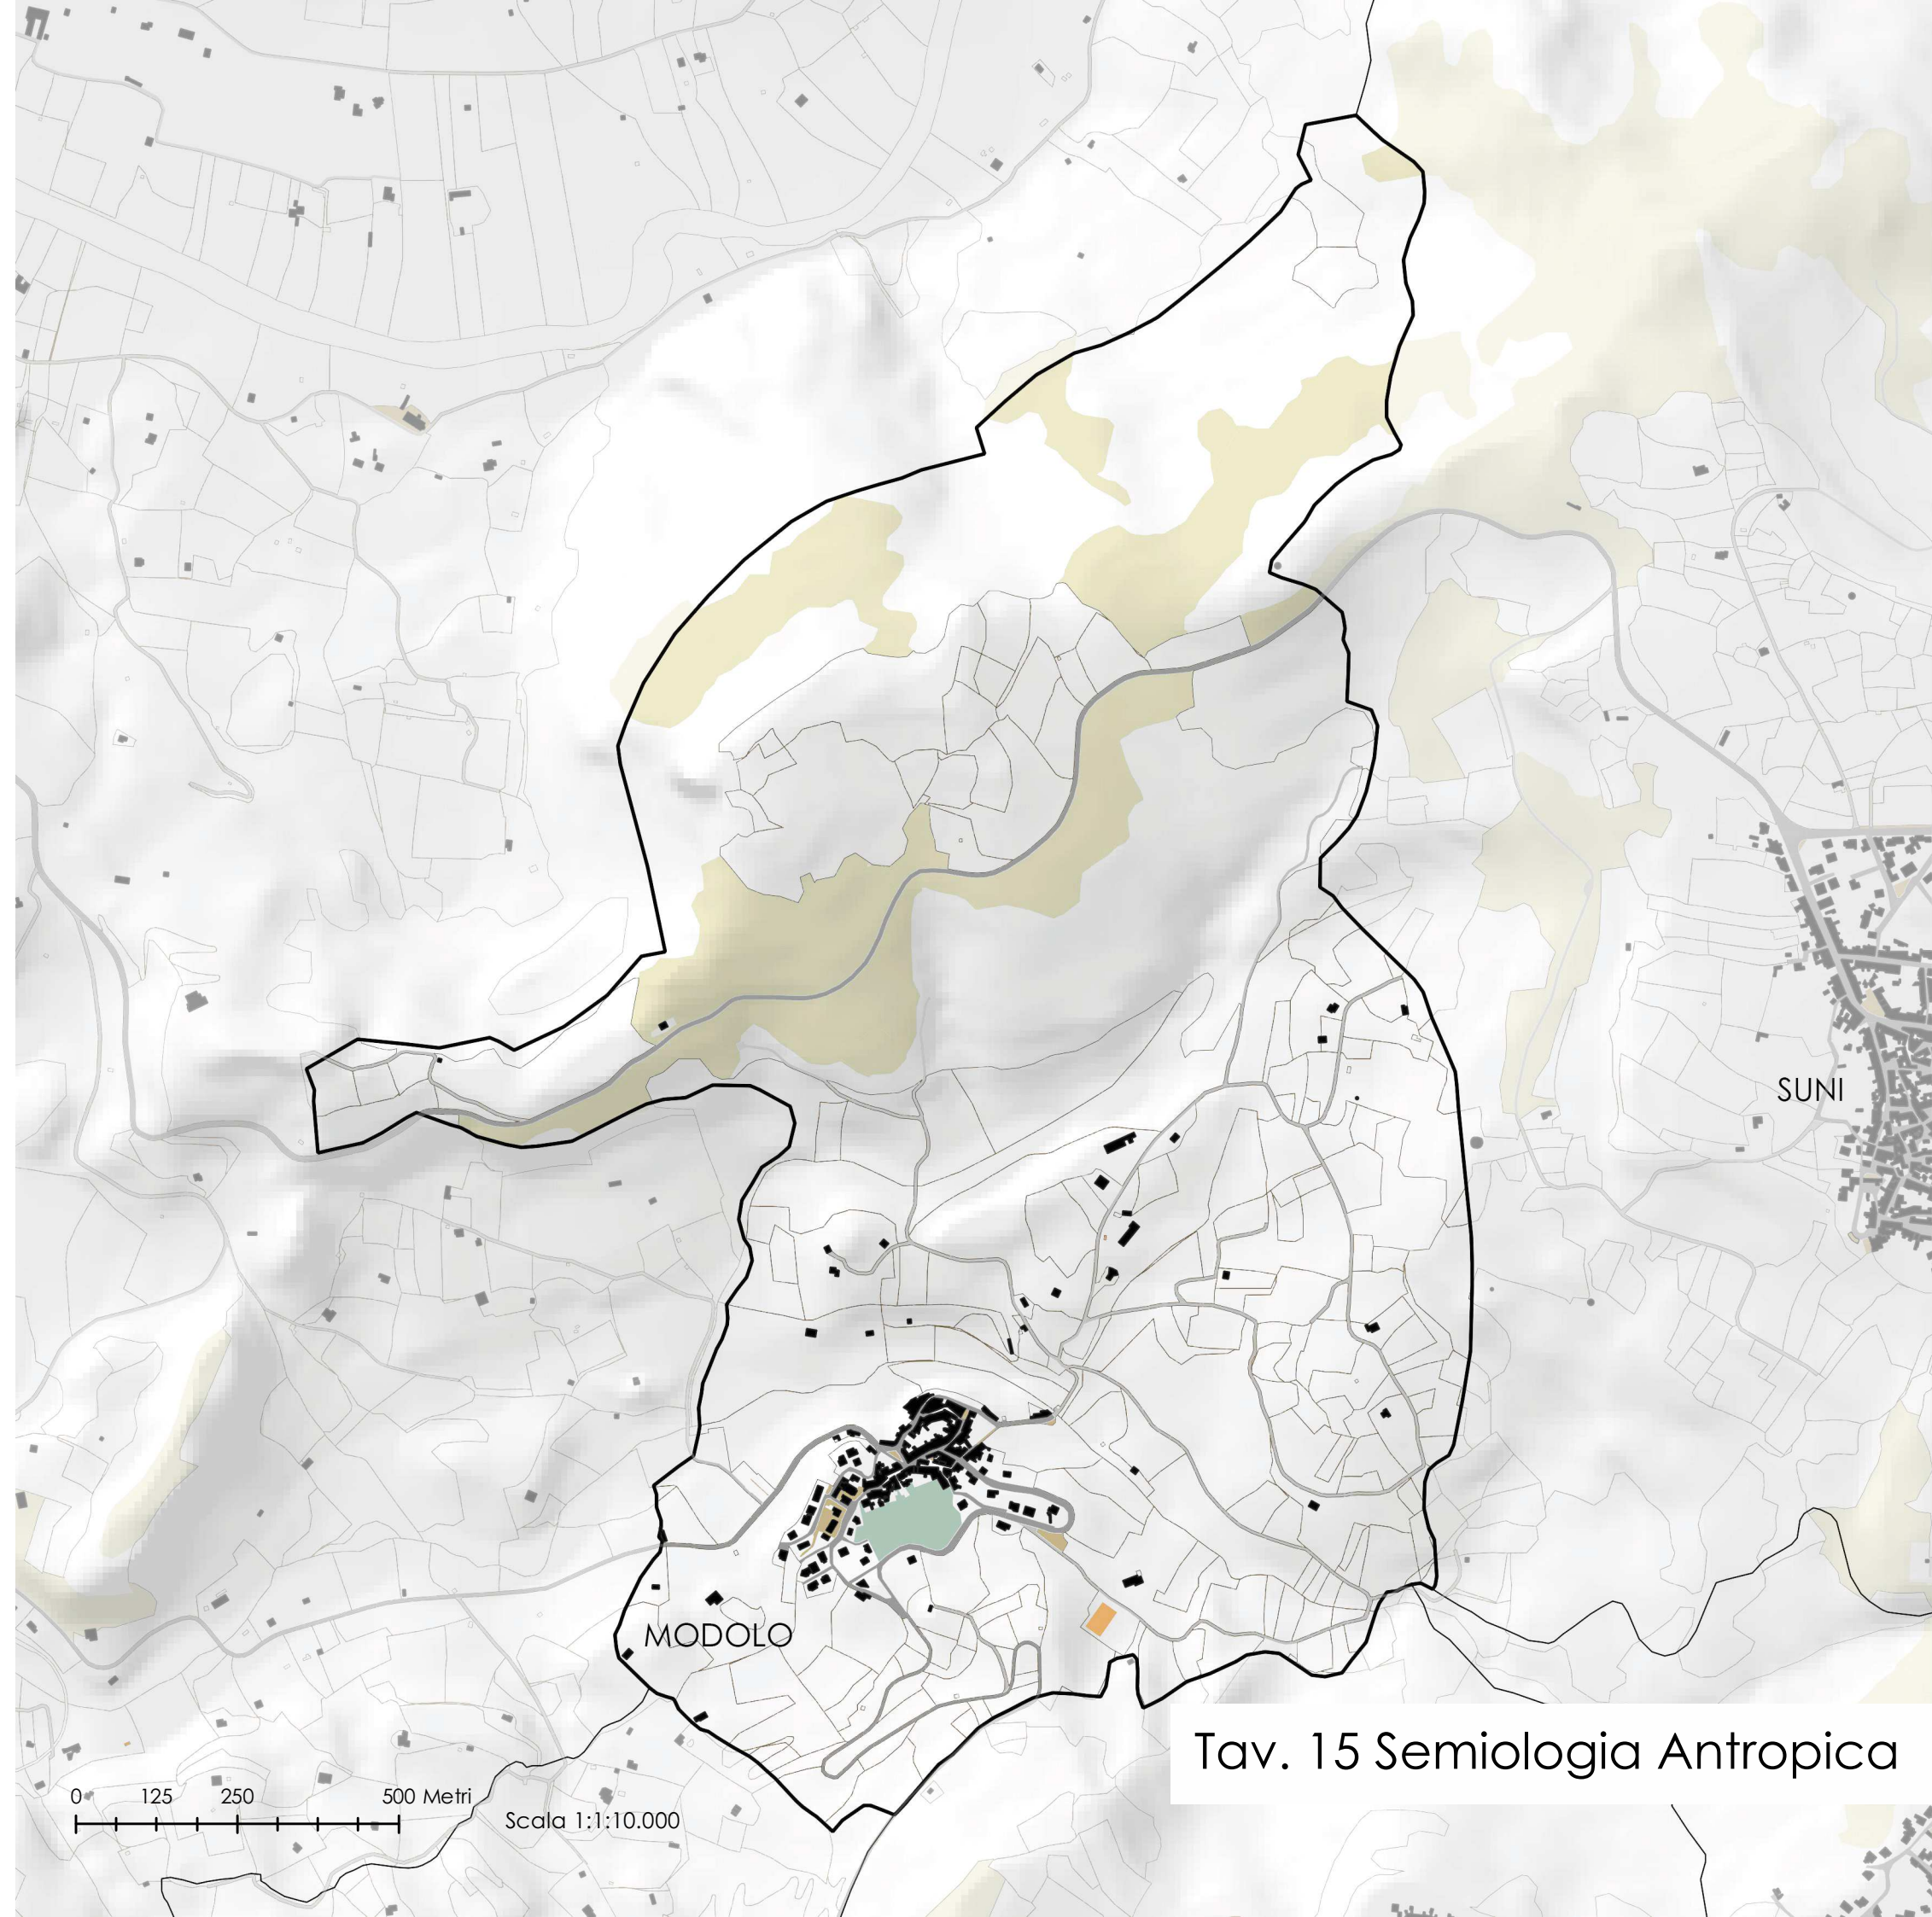 SUNI
MODOLO
Tav. 15 Semiologia Antropica
0 125 250 500 Metri
Scala 1:1:10.000